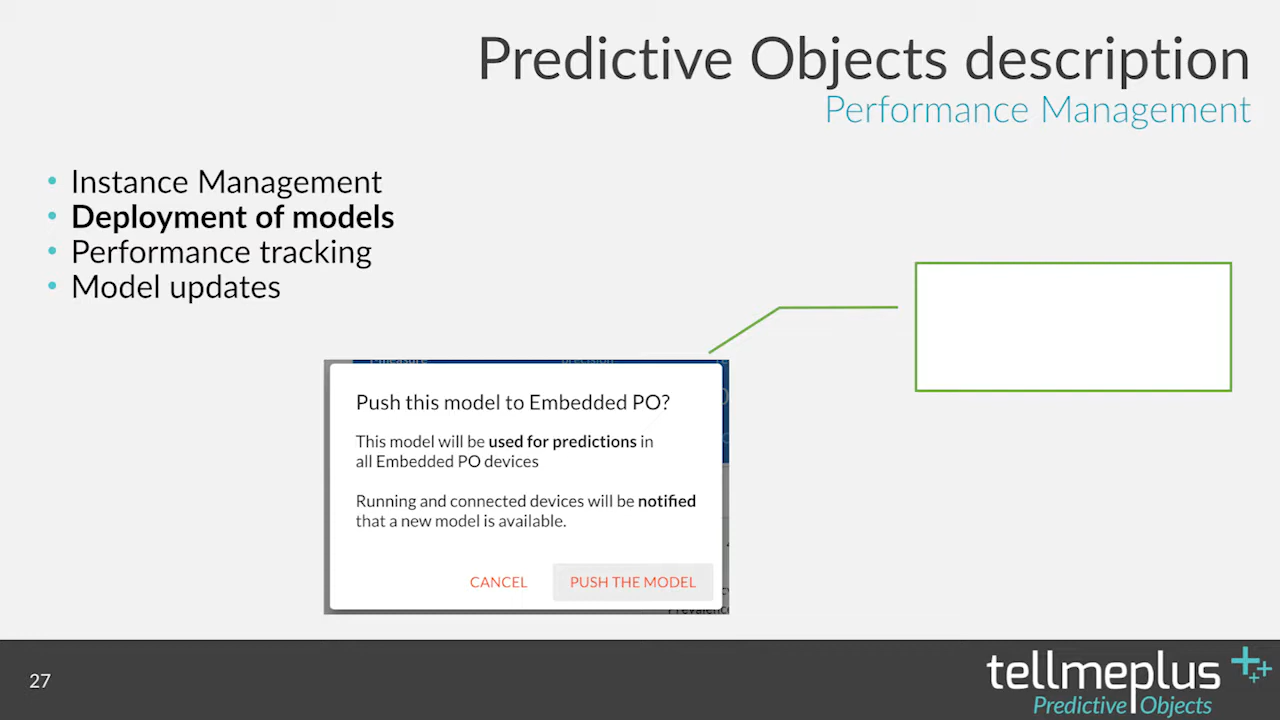 Predictive Objects description
Performance Management
• Instance Management
• Deployment of models
• Performance tracking
• Model updates
Measure precision
Push this model to Embedded PO?
This model will be used for predictions in
all Embedded PO devices
Running and connected devices will be notified
that a new model is available.
CANCEL PUSH THE MODEL
27
tellmeplus
Predictive Objects